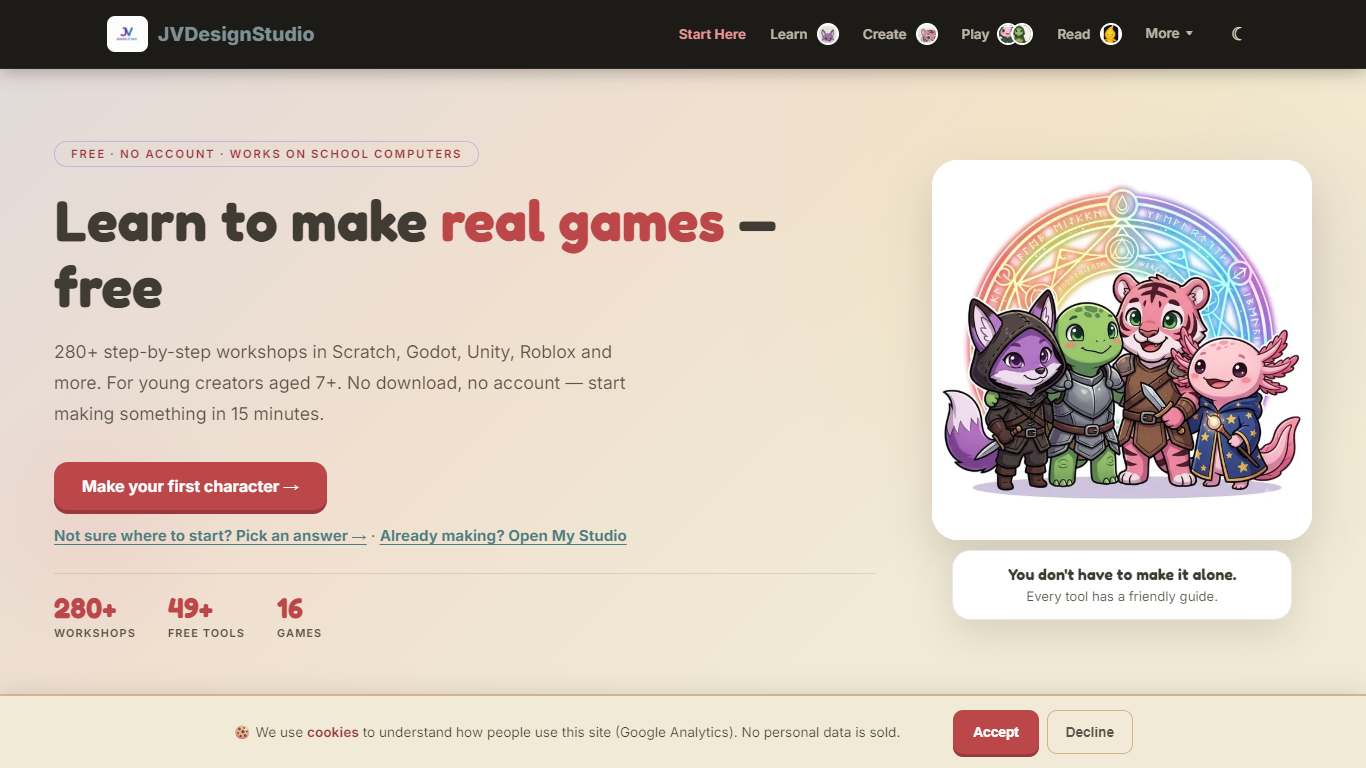 JV
JVDesignStudio
Start Here
Learn
Create
Play
Read
More
FREE · NO ACCOUNT · WORKS ON SCHOOL COMPUTERS
Learn to make real games —
free
280+ step-by-step workshops in Scratch, Godot, Unity, Roblox and
more. For young creators aged 7+. No download, no account — start
making something in 15 minutes.
Make your first character →
Not sure where to start? Pick an answer → · Already making? Open My Studio
280+
WORKSHOPS
49+
FREE TOOLS
16
GAMES
You don't have to make it alone.
Every tool has a friendly guide.
We use cookies to understand how people use this site (Google Analytics). No personal data is sold.
Accept
Decline